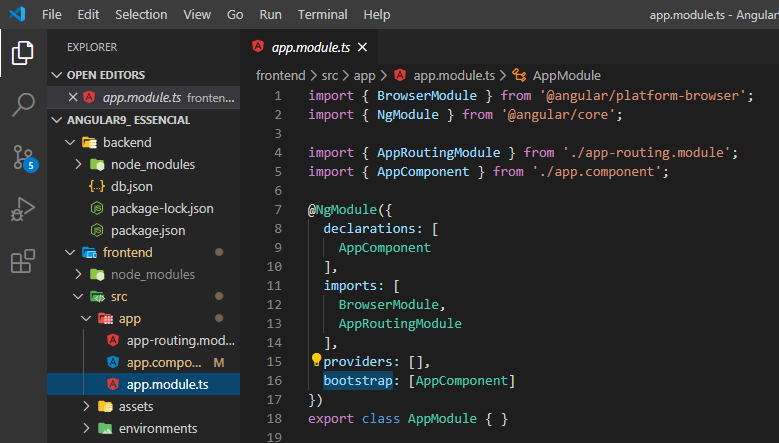 File Edit Selection View Go Run Terminal Help app.module.ts - Angular
EXPLORER
OPEN EDITORS
app.module.ts fronten...
ANGULAR9_ ESSENCIAL
backend
node_modules
db.json
package-lock.json
package.json
frontend
node_modules
src
app
app-routing.mod...
app.compo... M
app.module.ts
assets
environments
5
app.module.ts
frontend > src > app > app.module.ts > AppModule
1 import { BrowserModule } from '@angular/platform-browser';
2 import { NgModule } from '@angular/core';
3
4 import { AppRoutingModule } from './app-routing.module';
5 import { AppComponent } from './app.component';
6
7 @NgModule({
8 declarations: [
9 AppComponent
10 ],
11 imports: [
12 BrowserModule,
13 AppRoutingModule
14 ],
15 providers: [],
16 bootstrap: [AppComponent]
17 })
18 export class AppModule { }
19